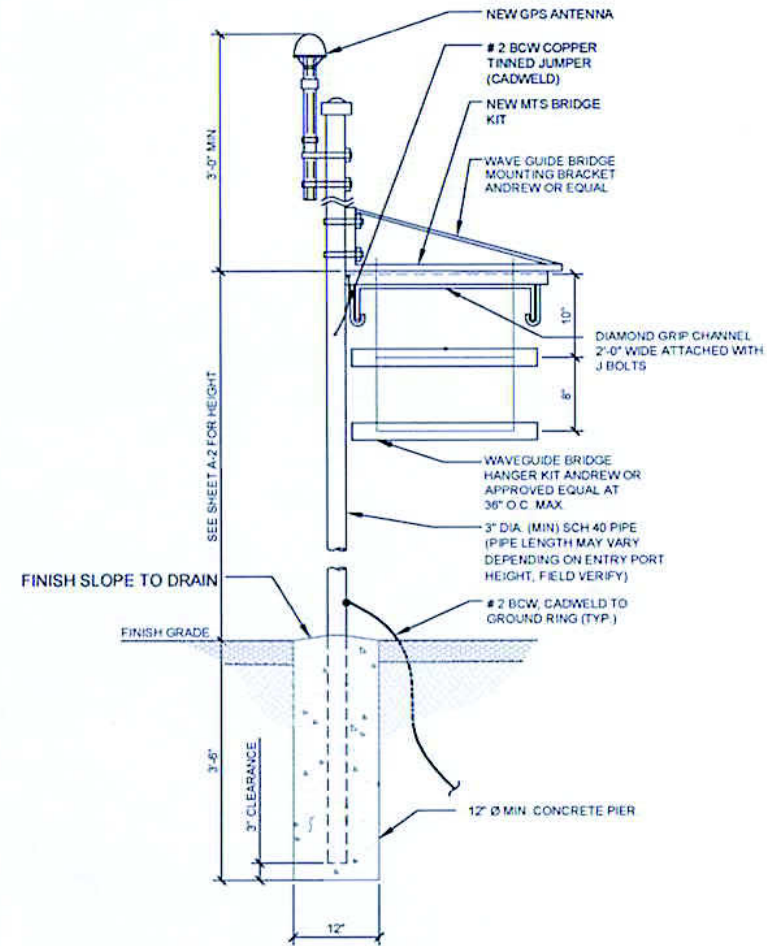 NEW GPS ANTENNA
# 2 BCW COPPER
TINNED JUMPER
(CADWELD)
NEW MTS BRIDGE
KIT
WAVE GUIDE BRIDGE
MOUNTING BRACKET
ANDREW OR EQUAL
3'-0" MIN.
10"
DIAMOND GRIP CHANNEL
2'-0" WIDE ATTACHED WITH
J BOLTS
8"
SEE SHEET A-2 FOR HEIGHT
WAVEGUIDE BRIDGE
HANGER KIT ANDREW OR
APPROVED EQUAL AT
36" O.C. MAX
3" DIA. (MIN) SCH 40 PIPE
(PIPE LENGTH MAY VARY
DEPENDING ON ENTRY PORT
HEIGHT, FIELD VERIFY)
FINISH SLOPE TO DRAIN
# 2 BCW, CADWELD TO
GROUND RING (TYP.)
FINISH GRADE
3'-6"
3" CLEARANCE
12" Ø MIN. CONCRETE PIER
12"